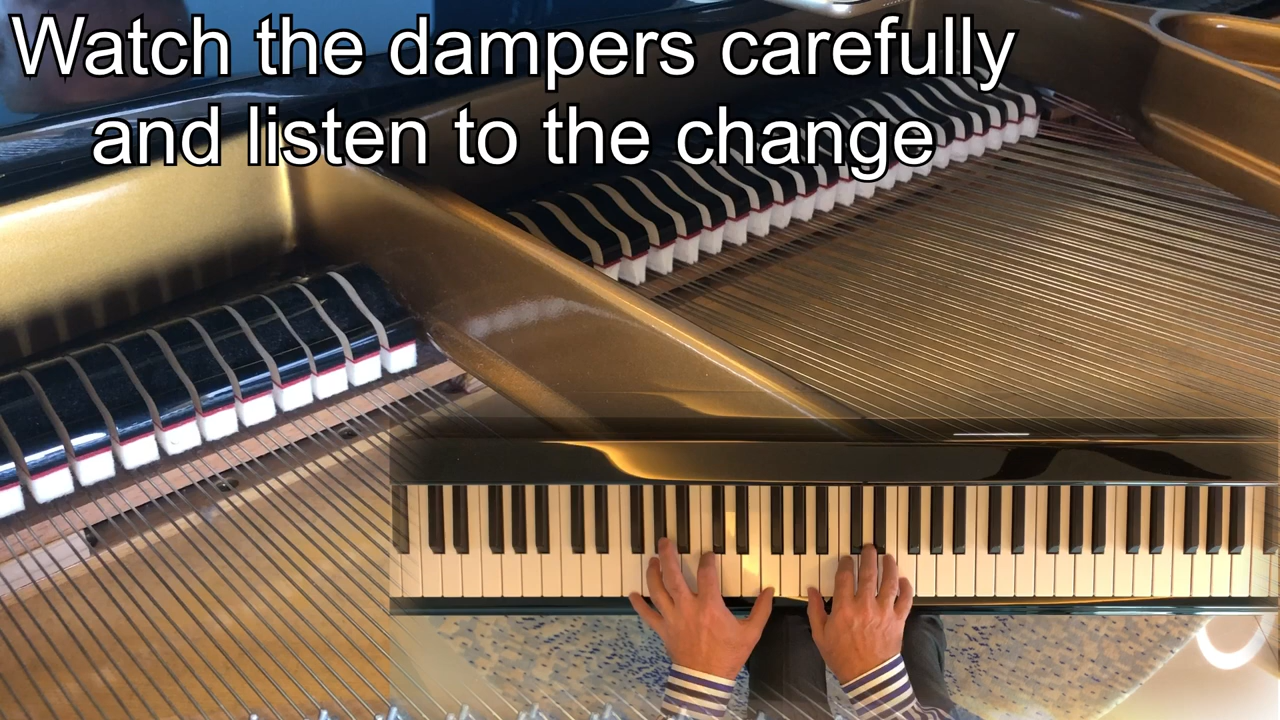 Watch the dampers carefully
and listen to the change